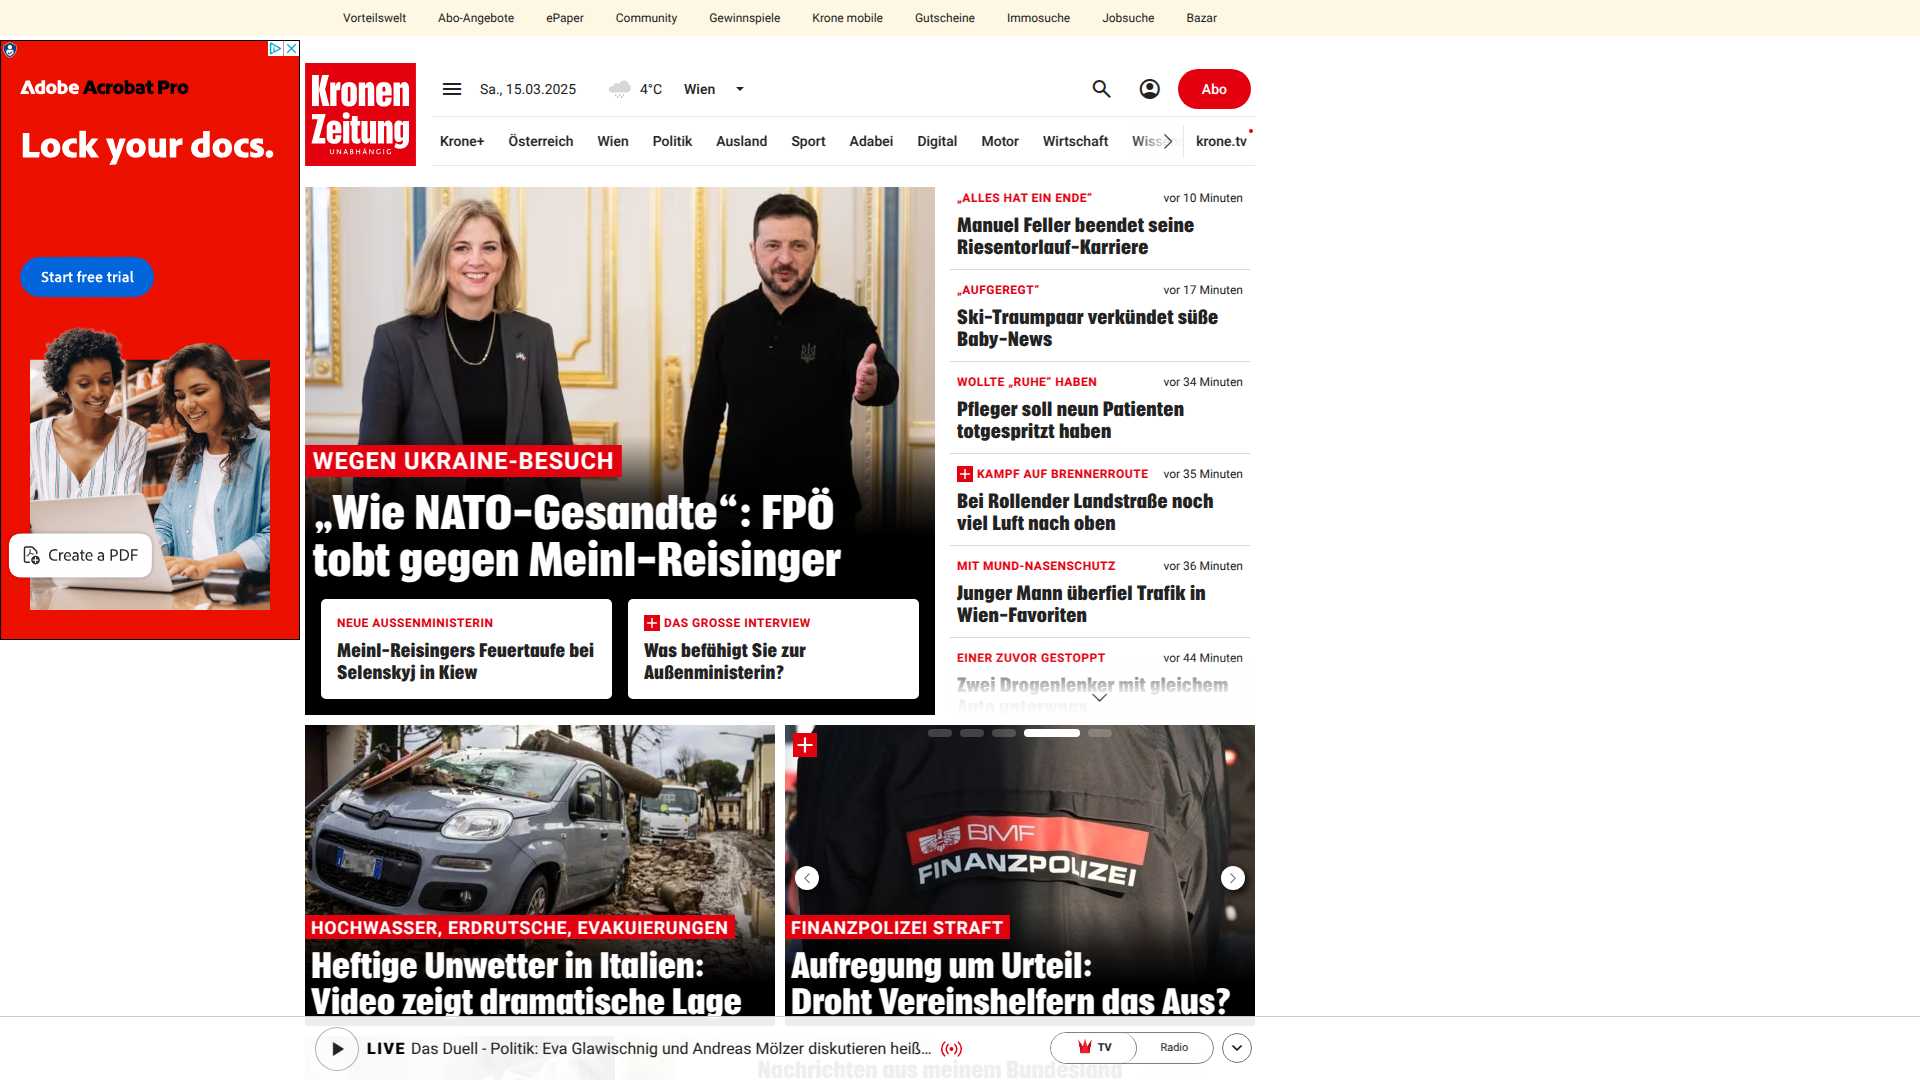 Vorteilswelt
Abo-Angebote
ePaper
Community
Gewinnspiele
Krone mobile
Gutscheine
Immosuche
Jobsuche
Bazar
Adobe Acrobat Pro
Lock your docs.
Start free trial
Create a PDF
Kronen
Zeitung
UNABHÄNGIG
Sa., 15.03.2025
4°C
Wien
Abo
Krone+
Österreich
Wien
Politik
Ausland
Sport
Adabei
Digital
Motor
Wirtschaft
krone.tv
WEGEN UKRAINE-BESUCH
„Wie NATO-Gesandte“: FPÖ
tobt gegen Meinl-Reisinger
NEUE AUSSENMINISTERIN
Meinl-Reisingers Feuertaufe bei
Selenskyj in Kiew
DAS GROSSE INTERVIEW
Was befähigt Sie zur
Außenministerin?
„ALLES HAT EIN ENDE“
vor 10 Minuten
Manuel Feller beendet seine
Riesentorlauf-Karriere
„AUFGEREGT“
vor 17 Minuten
Ski-Traumpaar verkündet süße
Baby-News
WOLLTE „RUHE“ HABEN
vor 34 Minuten
Pfleger soll neun Patienten
totgespritzt haben
KAMPF AUF BRENNERROUTE
vor 35 Minuten
Bei Rollender Landstraße noch
viel Luft nach oben
MIT MUND-NASENSCHUTZ
vor 36 Minuten
Junger Mann überfiel Trafik in
Wien-Favoriten
EINER ZUVOR GESTOPPT
vor 44 Minuten
Zwei Drogenlenker mit gleichem
Auto unterwegs
HOCHWASSER, ERDRUTSCHE, EVAKUIERUNGEN
Heftige Unwetter in Italien:
Video zeigt dramatische Lage
BMF
FINANZPOLIZEI
FINANZPOLIZEI STRAFT
Aufregung um Urteil:
Droht Vereinshelfern das Aus?
LIVE Das Duell - Politik: Eva Glawischnig und Andreas Mölzer diskutieren heiß...
TV
Radio
Nachrichten aus meinem Bundesland